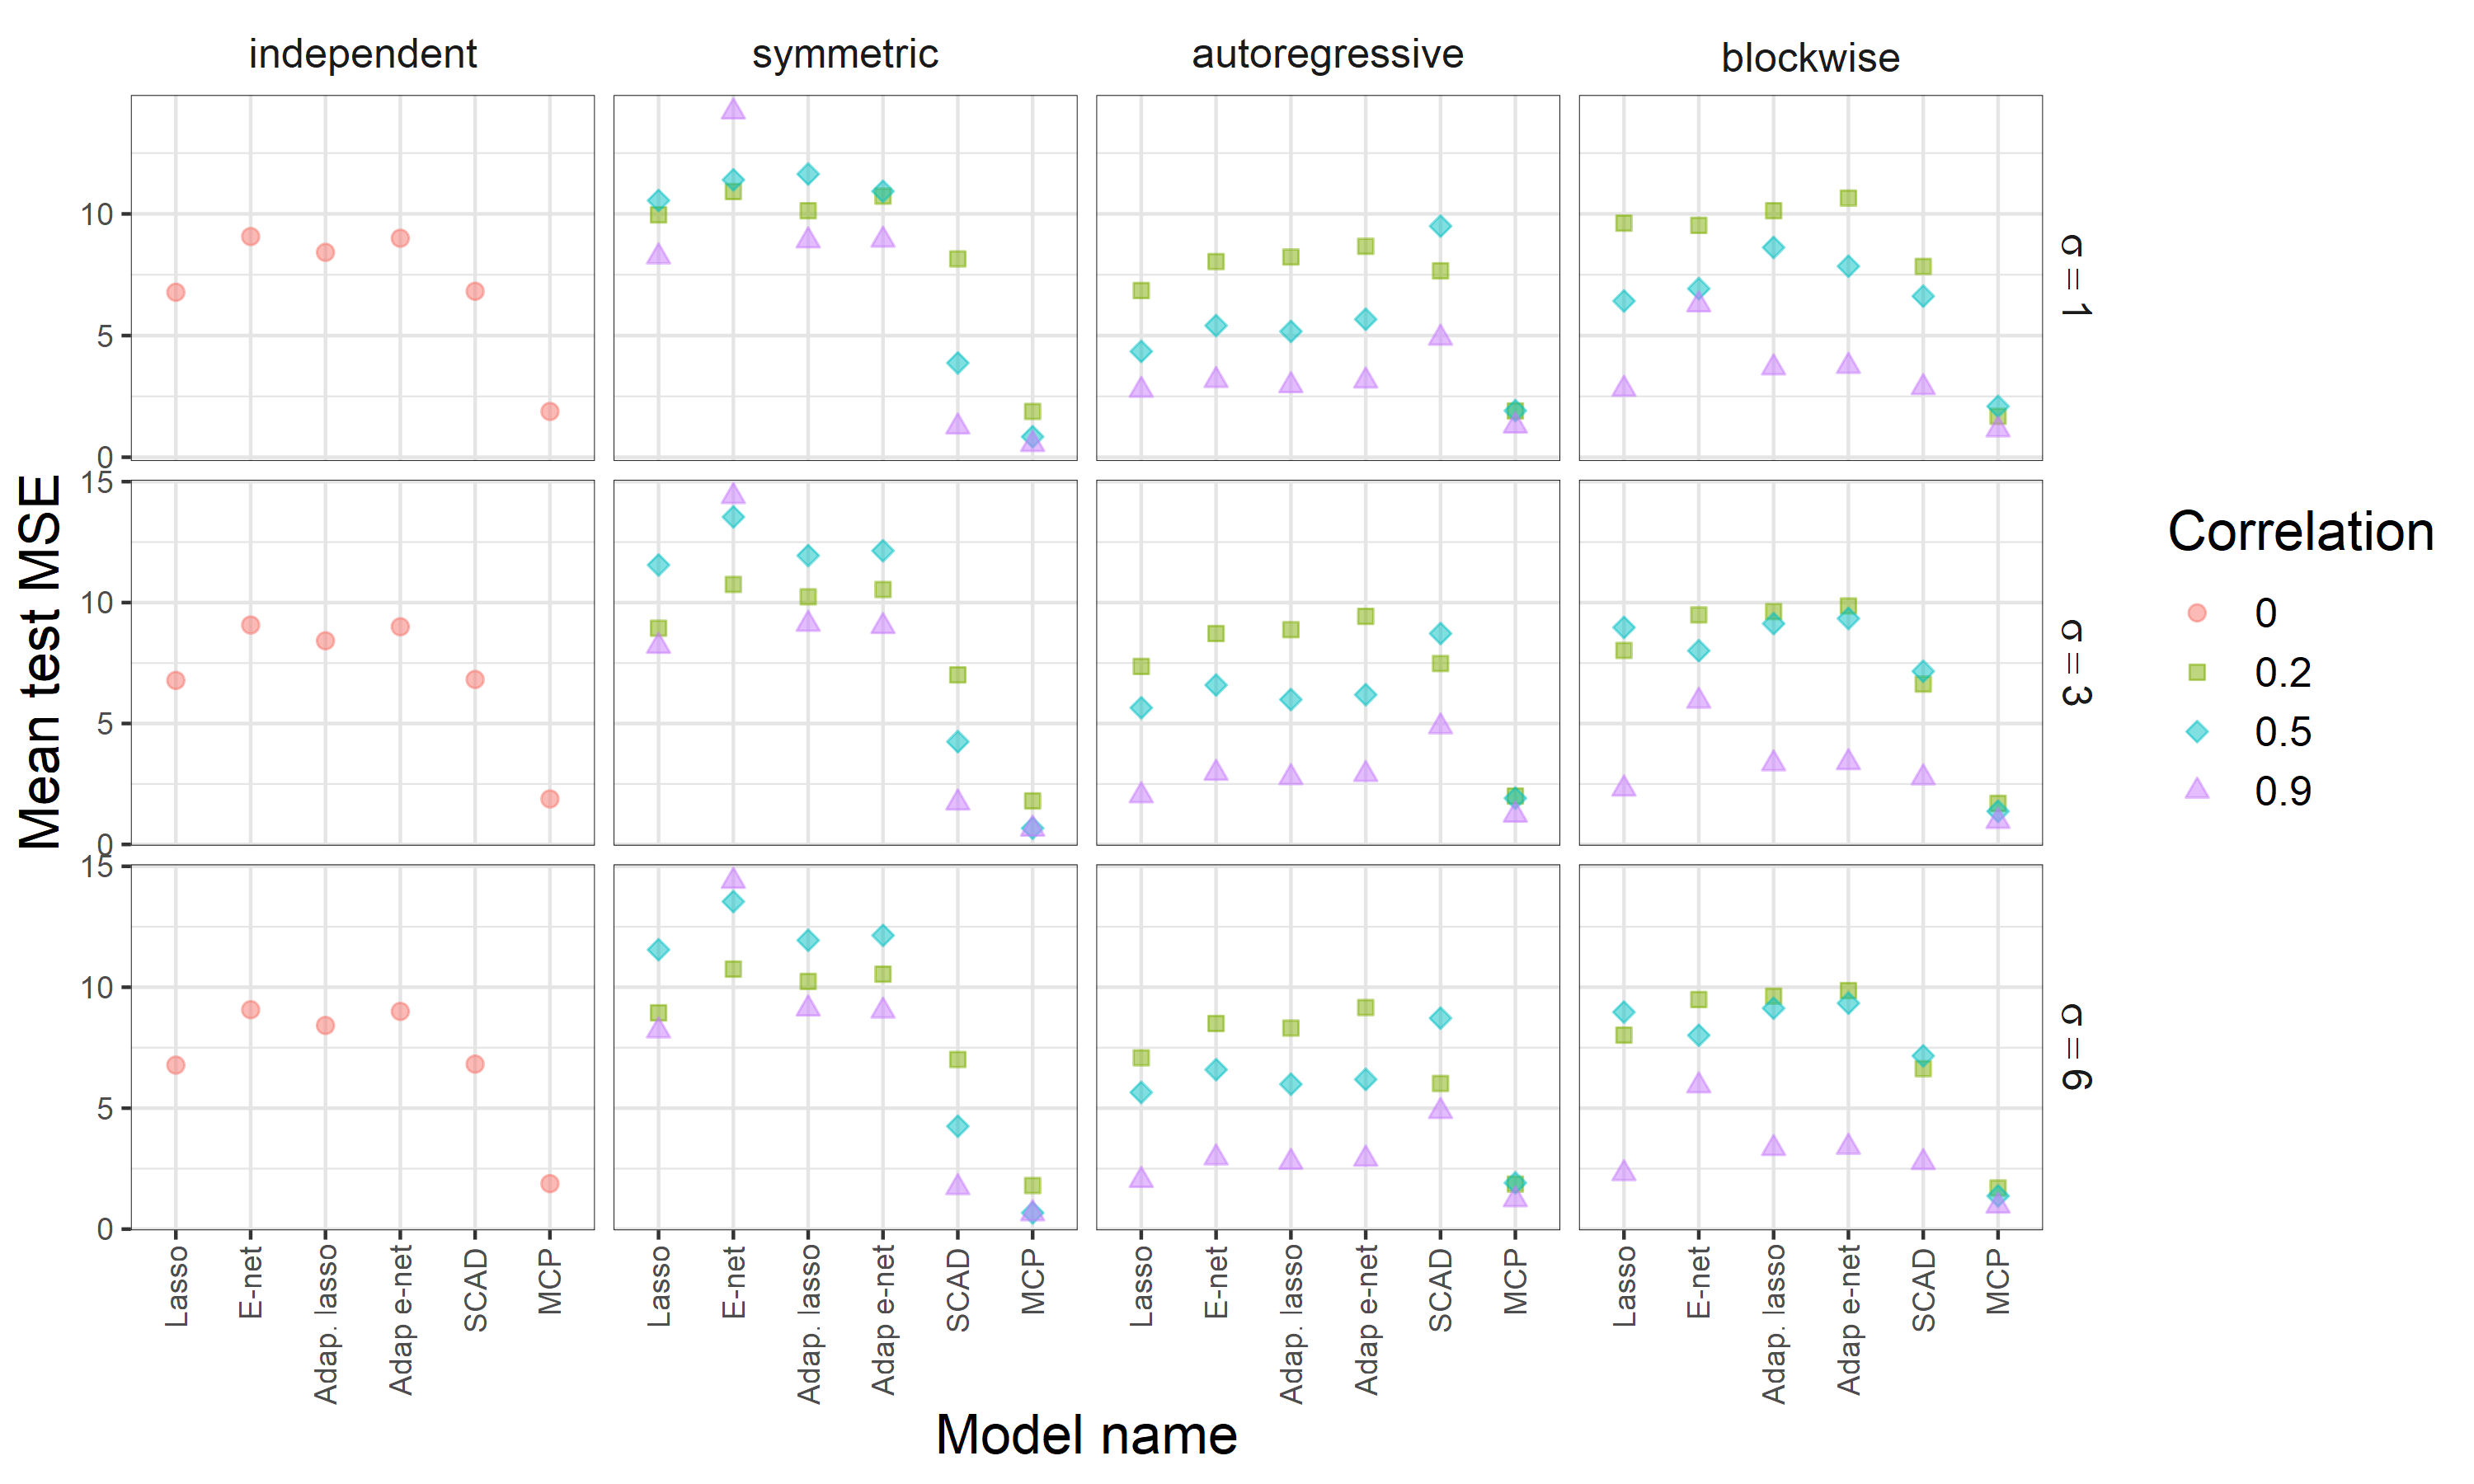 independent
symmetric
autoregressive
blockwise
10
5
0
σ = 1
15
10
5
0
σ = 3
15
10
5
0
σ = 6
Mean test MSE
Lasso
E-net
Adap. lasso
Adap e-net
SCAD
MCP
Lasso
E-net
Adap. lasso
Adap e-net
SCAD
MCP
Lasso
E-net
Adap. lasso
Adap e-net
SCAD
MCP
Lasso
E-net
Adap. lasso
Adap e-net
SCAD
MCP
Model name
Correlation
0
0.2
0.5
0.9